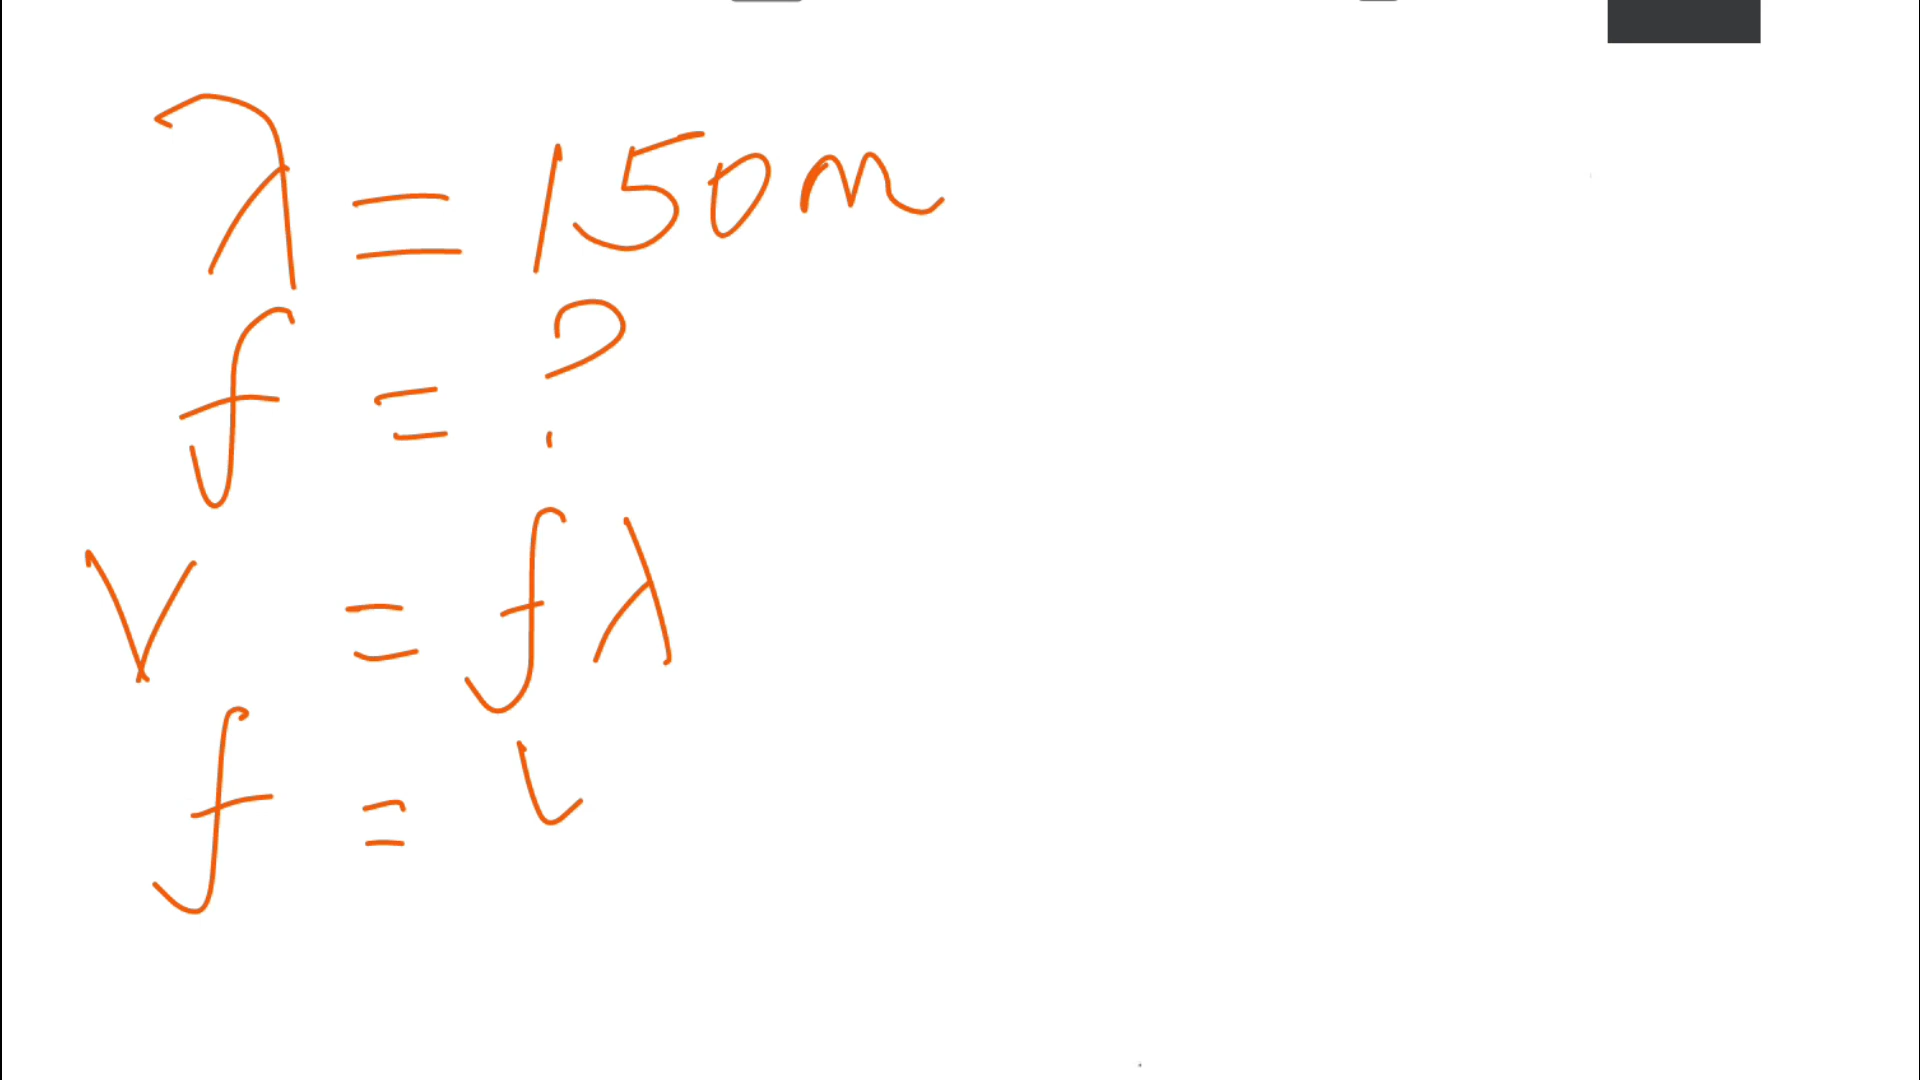 λ = 150m
f = ?
v = fλ
f = v